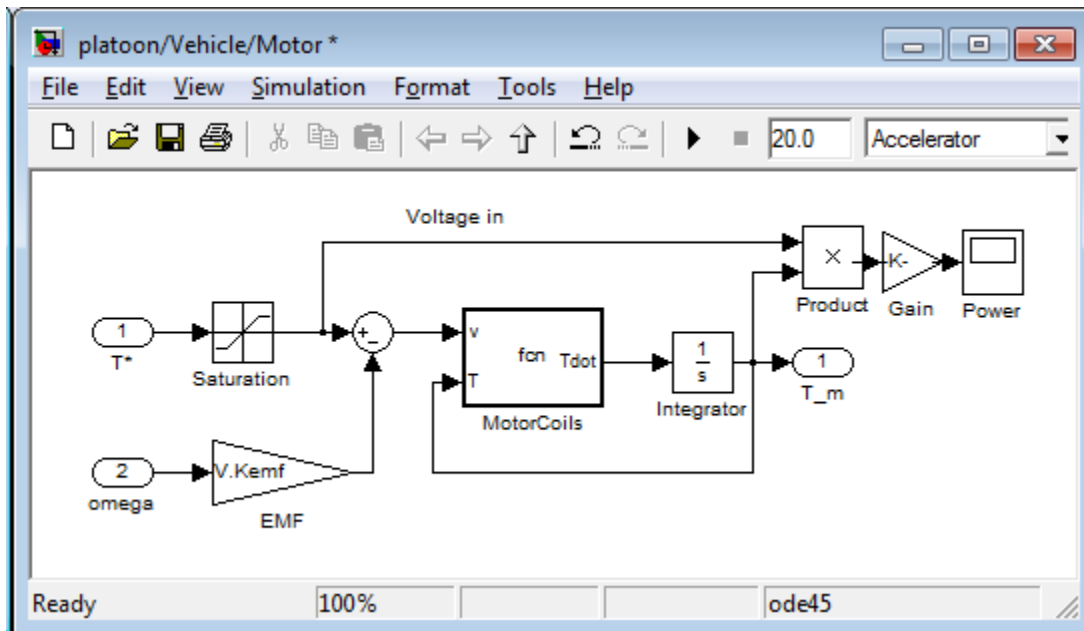 platoon/Vehicle/Motor *
File Edit View Simulation Format Tools Help
20.0 Accelerator
Voltage in
×
Product
K-
Gain
Power
1
T*
Saturation
+
-
v
T
fcn
Tdot
MotorCoils
1
s
Integrator
1
T_m
2
omega
V.Kemf
EMF
Ready 100% ode45